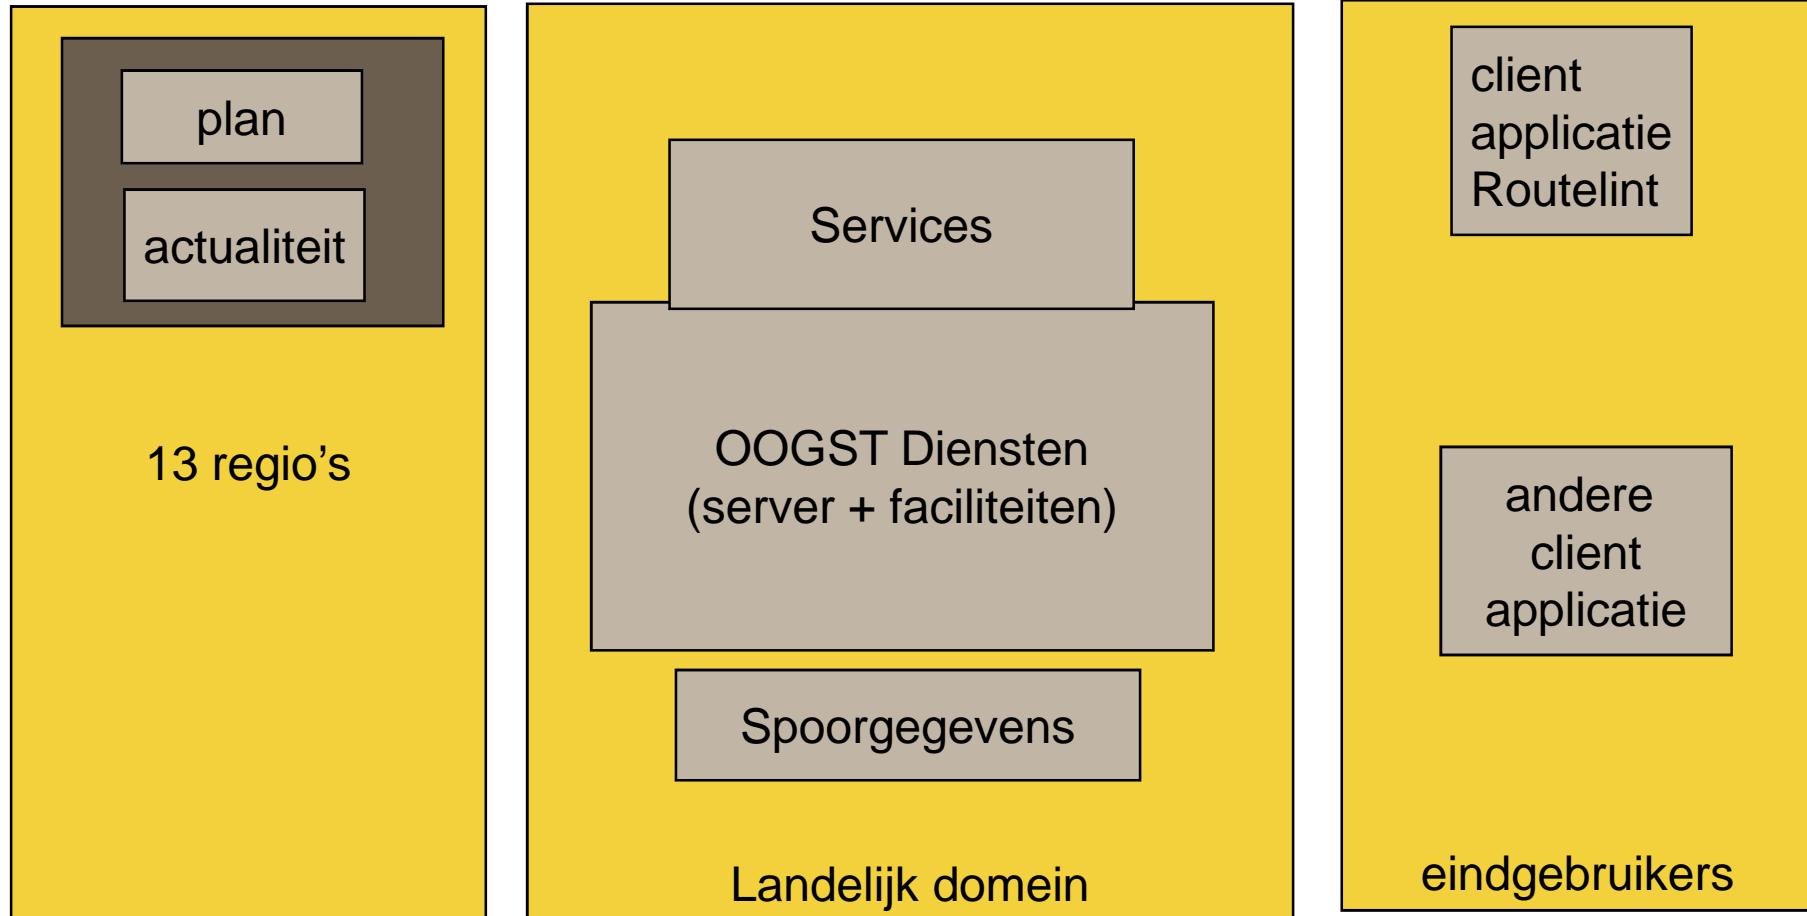 plan
actualiteit
13 regio’s
Services
OOGST Diensten
(server + faciliteiten)
Spoorgegevens
Landelijk domein
client
applicatie
Routelint
andere
client
applicatie
eindgebruikers